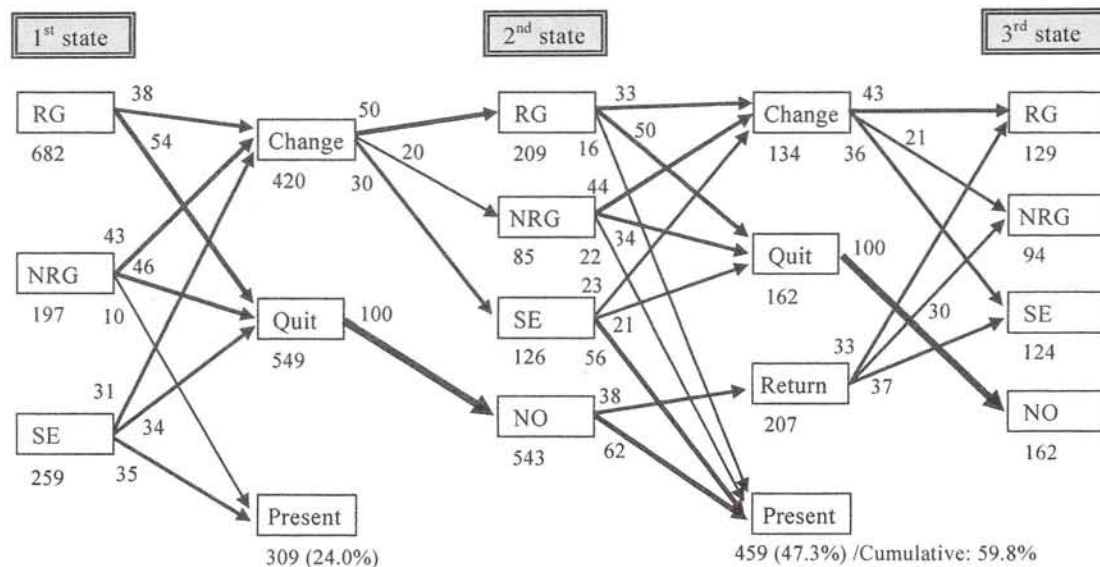 1st state
2nd state
3rd state
38
33
43
RG
50
RG
Change
RG
54
Change
50
21
682
20
209
16
134
36
129
420
30
44
NRG
NRG
43
85
34
Quit
100
94
46
22
NRG
23
162
197
10
Quit
100
SE
21
30
SE
549
126
56
33
124
31
38
Return
37
SE
34
NO
207
NO
259
35
543
62
162
Present
Present
309 (24.0%)
459 (47.3%) /Cumulative: 59.8%